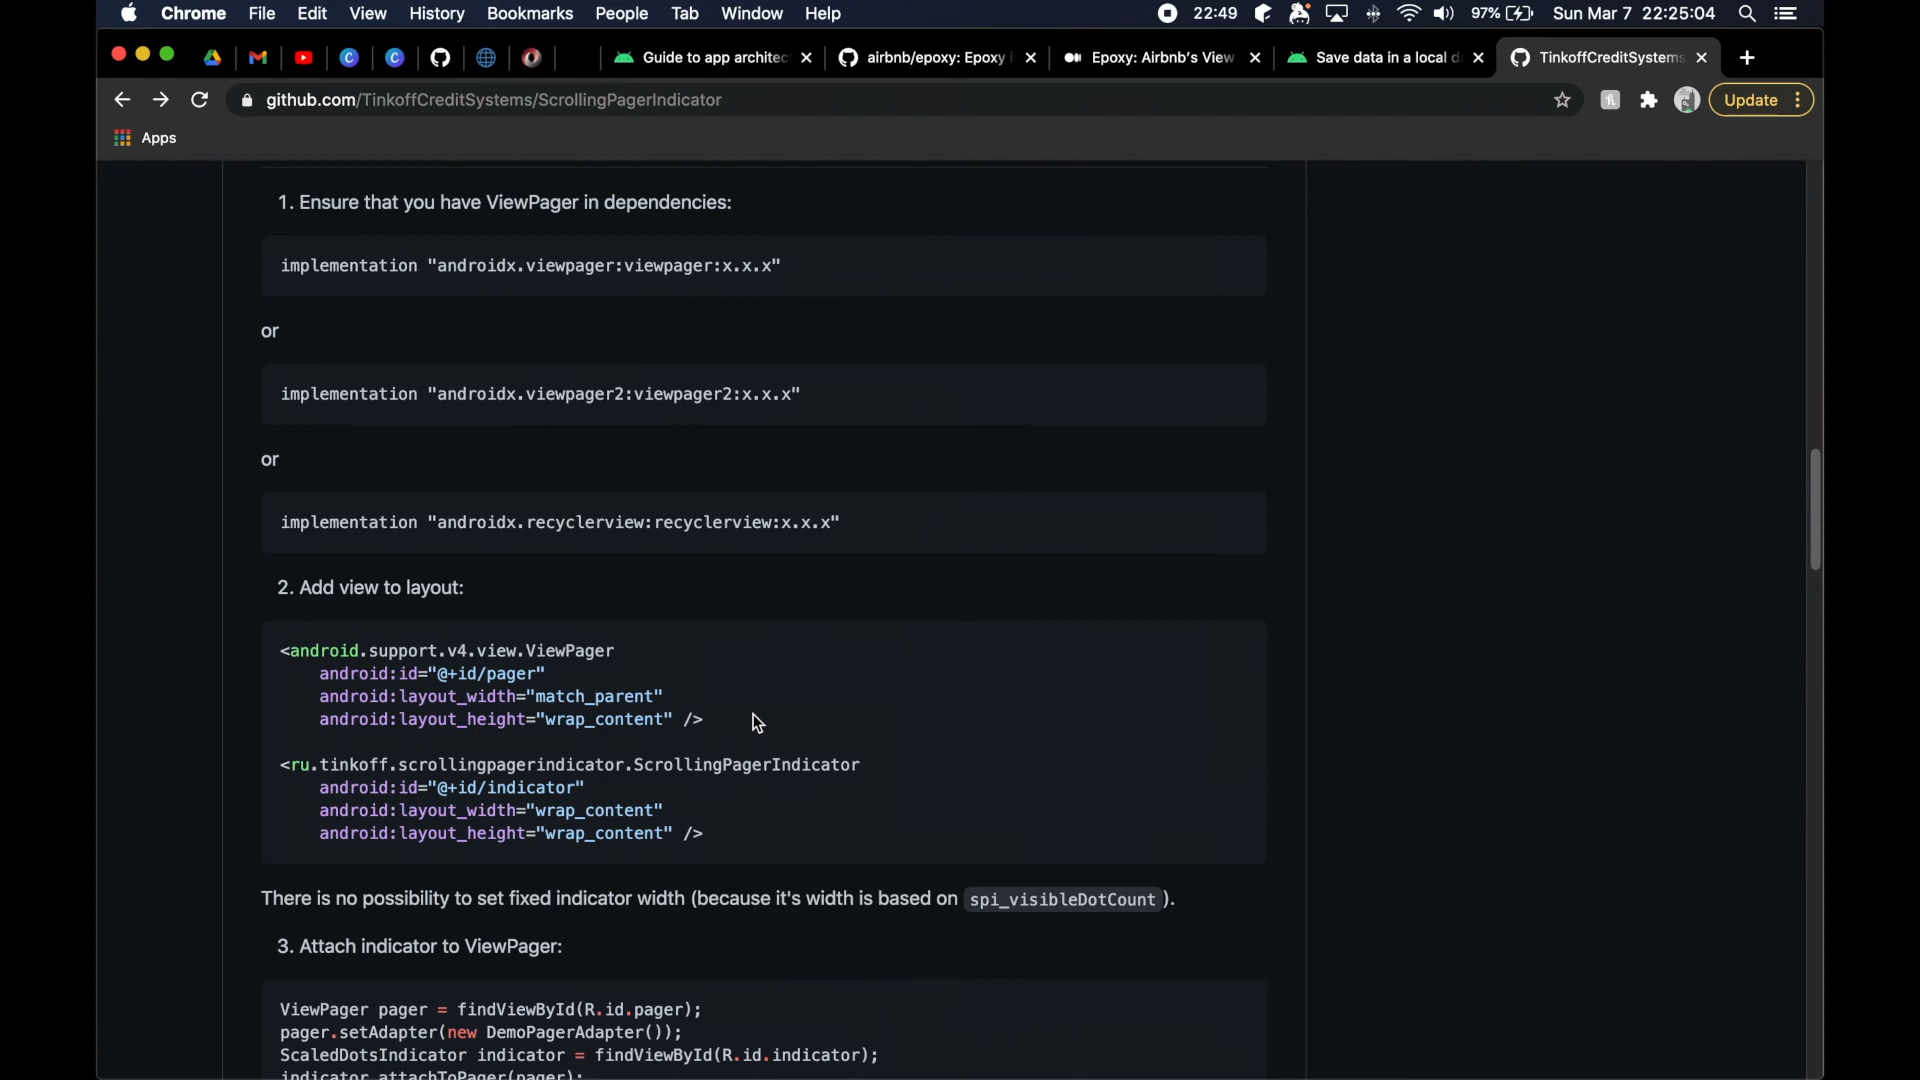 Chrome File Edit View History Bookmarks People Tab Window Help 22:49 97% Sun Mar 7 22:25:04
Guide to app architec airbnb/epoxy: Epoxy i Epoxy: Airbnb's View Save data in a local d TinkoffCreditSystems
github.com/TinkoffCreditSystems/ScrollingPagerIndicator Update
Apps
1. Ensure that you have ViewPager in dependencies:
implementation "androidx.viewpager:viewpager:x.x.x"
or
implementation "androidx.viewpager2:viewpager2:x.x.x"
or
implementation "androidx.recyclerview:recyclerview:x.x.x"
2. Add view to layout:
<android.support.v4.view.ViewPager
android:id="@+id/pager"
android:layout_width="match_parent"
android:layout_height="wrap_content" />
<ru.tinkoff.scrollingpagerindicator.ScrollingPagerIndicator
android:id="@+id/indicator"
android:layout_width="wrap_content"
android:layout_height="wrap_content" />
There is no possibility to set fixed indicator width (because it's width is based on spi_visibleDotCount ).
3. Attach indicator to ViewPager:
ViewPager pager = findViewById(R.id.pager);
pager.setAdapter(new DemoPagerAdapter());
ScaledDotsIndicator indicator = findViewById(R.id.indicator);
indicator.attachToPager(pager);